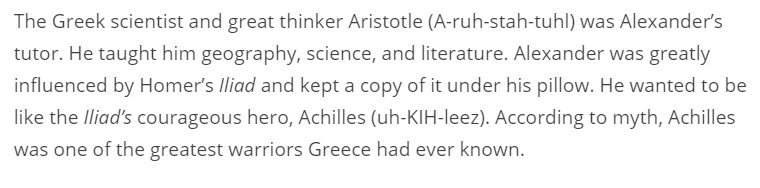 The Greek scientist and great thinker Aristotle (A-ruh-stah-tuhl) was Alexander’s
tutor. He taught him geography, science, and literature. Alexander was greatly
influenced by Homer’s Iliad and kept a copy of it under his pillow. He wanted to be
like the Iliad’s courageous hero, Achilles (uh-KIH-leez). According to myth, Achilles
was one of the greatest warriors Greece had ever known.